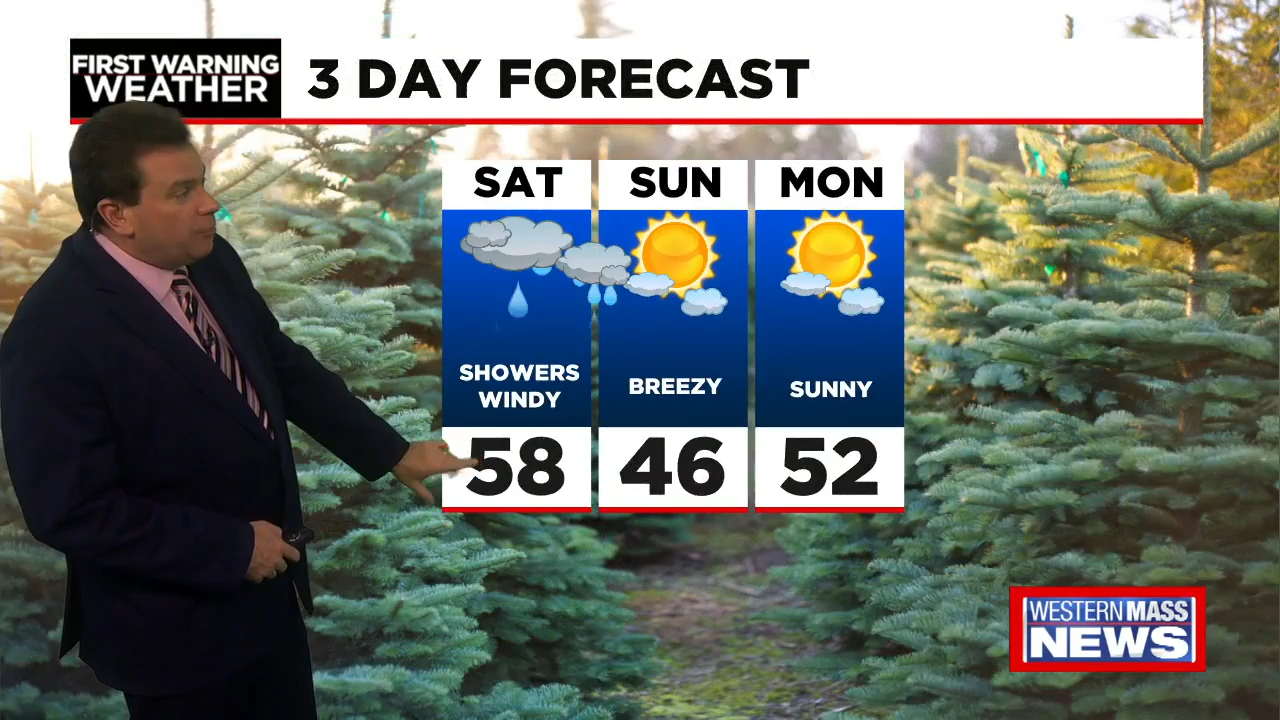 FIRST WARNING
WEATHER
3 DAY FORECAST
SAT
SUN
MON
SHOWERS
WINDY
BREEZY
SUNNY
58
46
52
WESTERN MASS
NEWS